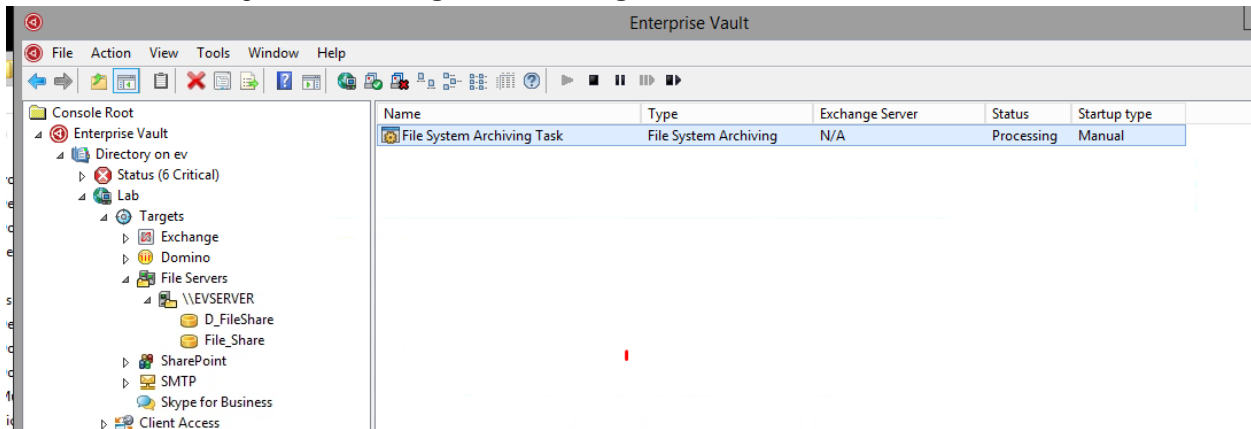 Enterprise Vault
File Action View Tools Window Help
Console Root
Enterprise Vault
Directory on ev
Status (6 Critical)
Lab
Targets
Exchange
Domino
File Servers
\\EVSERVER
D_FileShare
File_Share
SharePoint
SMTP
Skype for Business
Client Access
Name Type Exchange Server Status Startup type
File System Archiving Task File System Archiving N/A Processing Manual